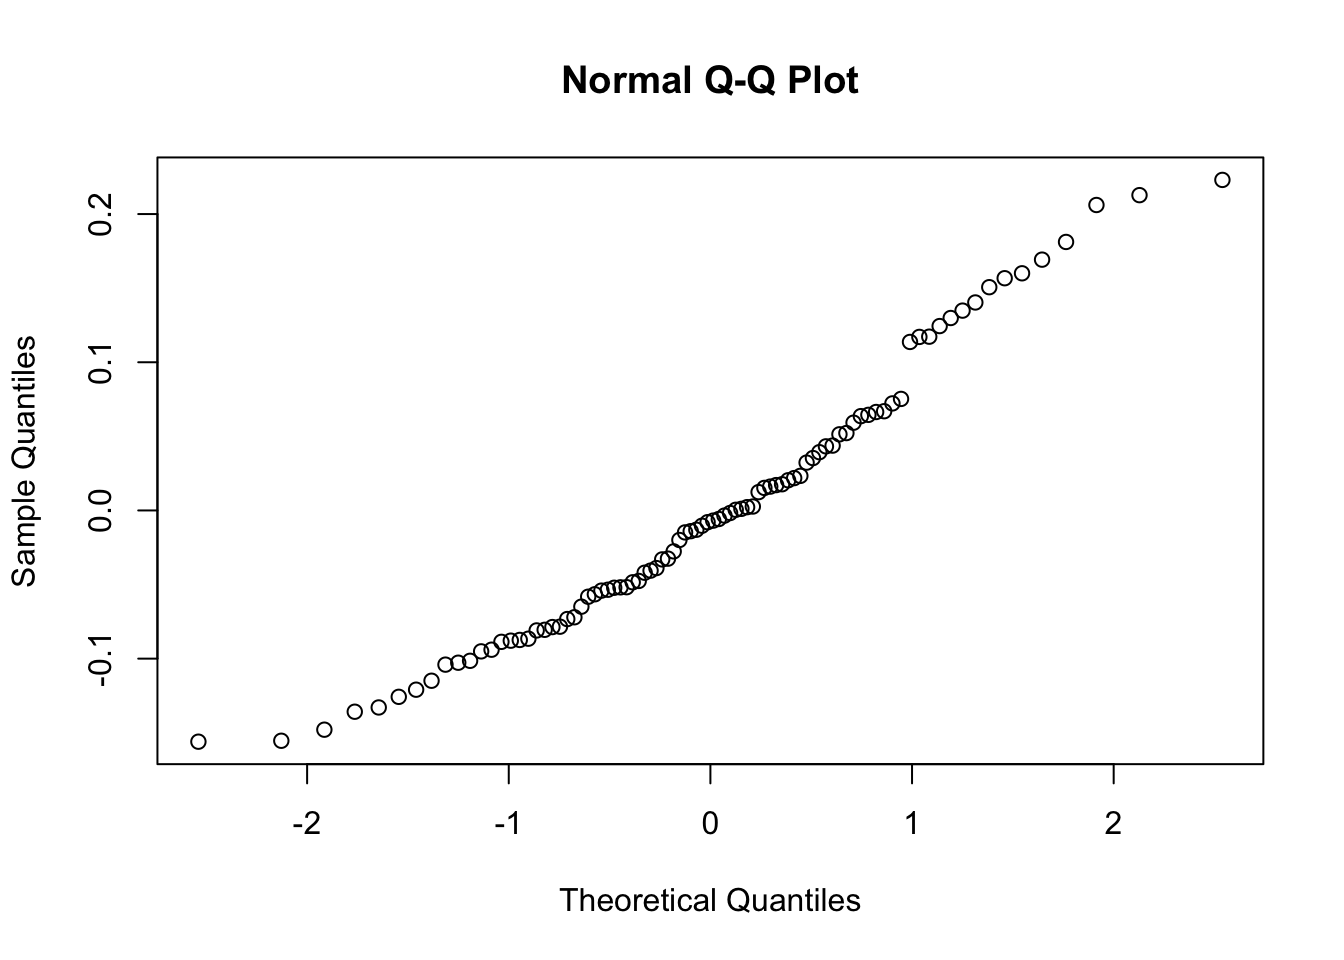 Normal Q-Q Plot
Sample Quantiles
0.2
0.1
0.0
-0.1
-2 -1 0 1 2
Theoretical Quantiles